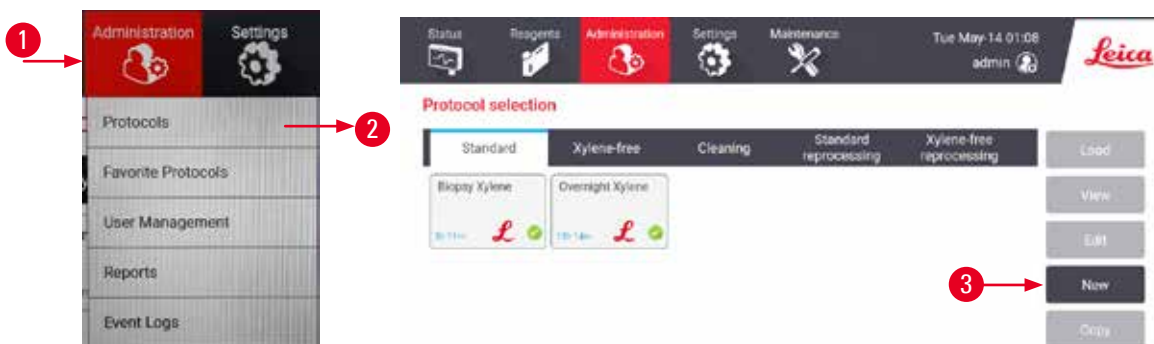 1
Administration
Settings
Protocols
2
Favorite Protocols
User Management
Reports
Event Logs
Status
Reagents
Administration
Settings
Maintenance
Tue May-14 01:08
admin
Leica
Protocol selection
Standard
Xylene-free
Cleaning
Standard
reprocessing
Xylene-free
reprocessing
Load
View
Edit
New
Copy
3
Biopsy Xylene
Overnight Xylene
L
L